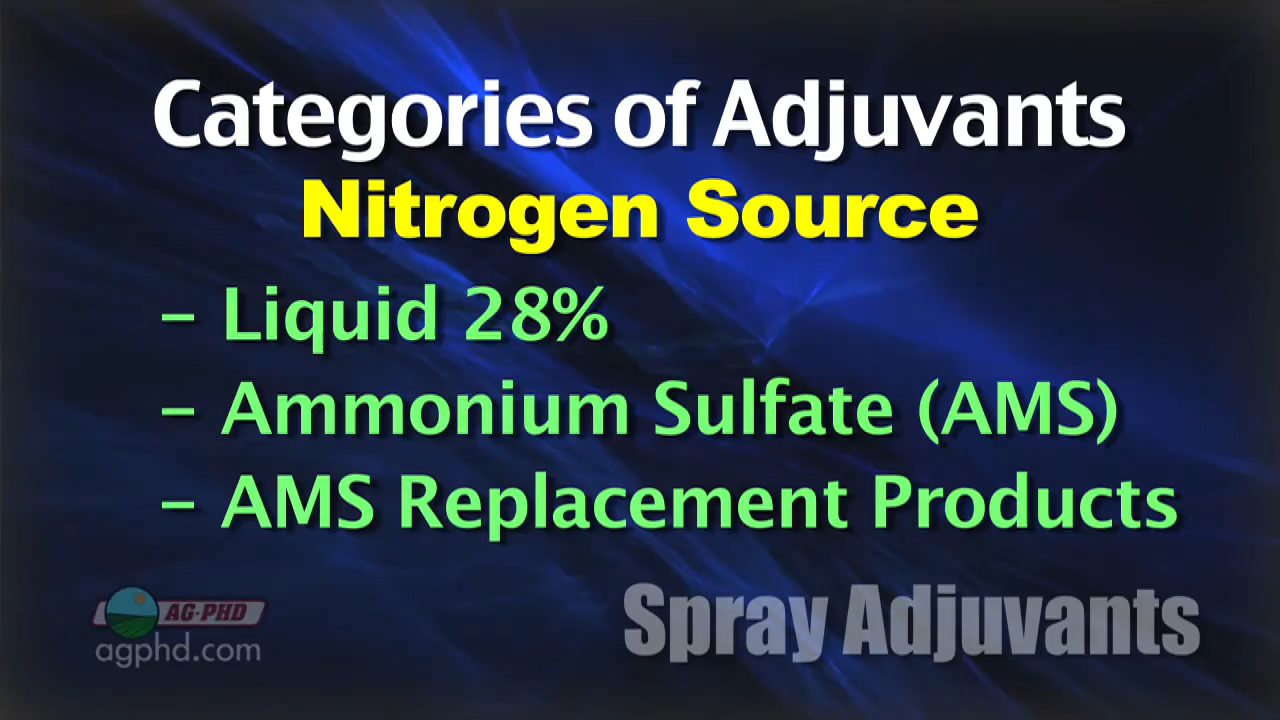 Categories of Adjuvants
Nitrogen Source
– Liquid 28%
– Ammonium Sulfate (AMS)
– AMS Replacement Products
AG·PHD
agphd.com
Spray Adjuvants